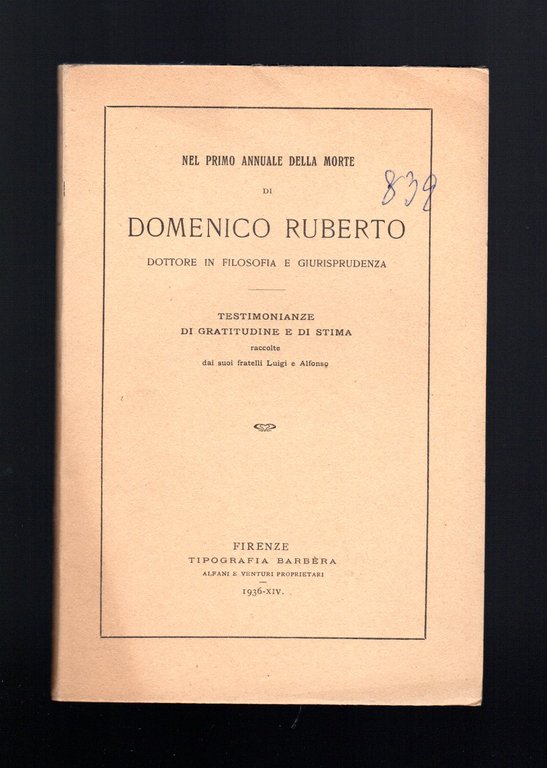 NEL PRIMO ANNUALE DELLA MORTE
DI
839
DOMENICO RUBERTO
DOTTORE IN FILOSOFIA E GIURISPRUDENZA
TESTIMONIANZE
DI GRATITUDINE E DI STIMA
raccolte
dai suoi fratelli Luigi e Alfonso
FIRENZE
TIPOGRAFIA BARBÈRA
ALFANI E VENTURI PROPRIETARI
1936-XIV.